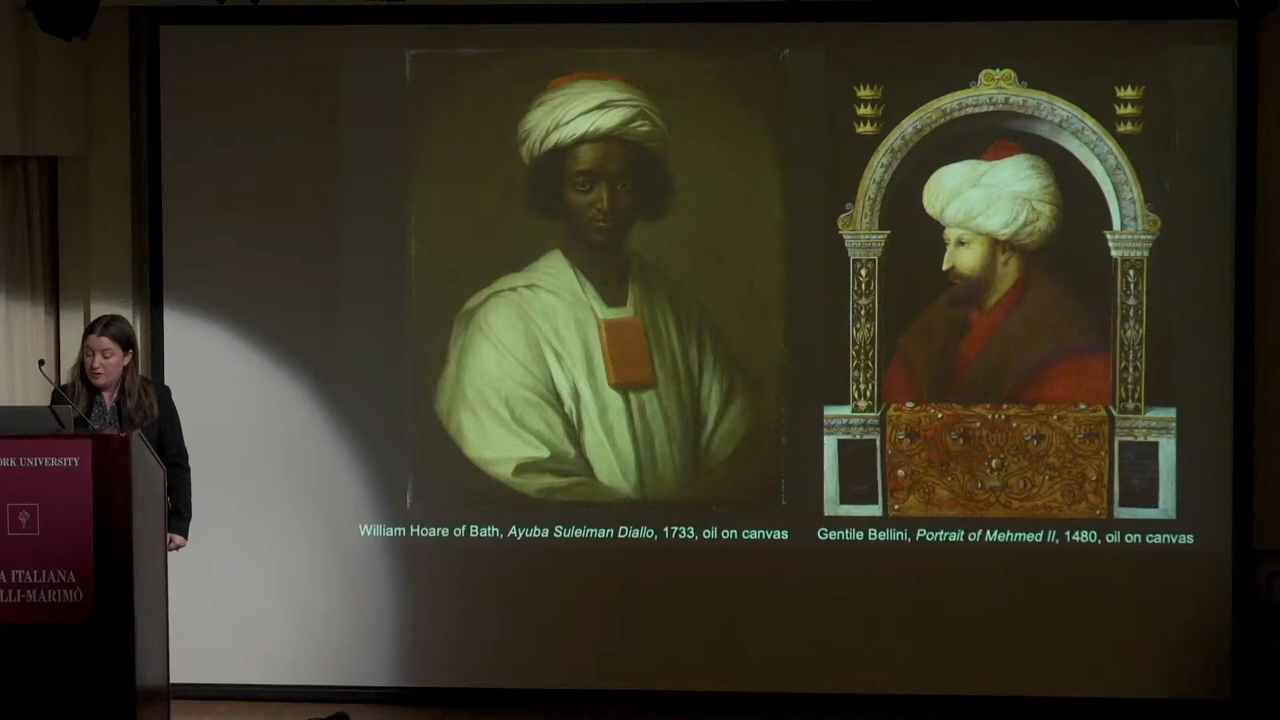 William Hoare of Bath, Ayuba Suleiman Diallo, 1733, oil on canvas
Gentile Bellini, Portrait of Mehmed II, 1480, oil on canvas
ORK UNIVERSITY
A ITALIANA
LLI-MARIMÒ